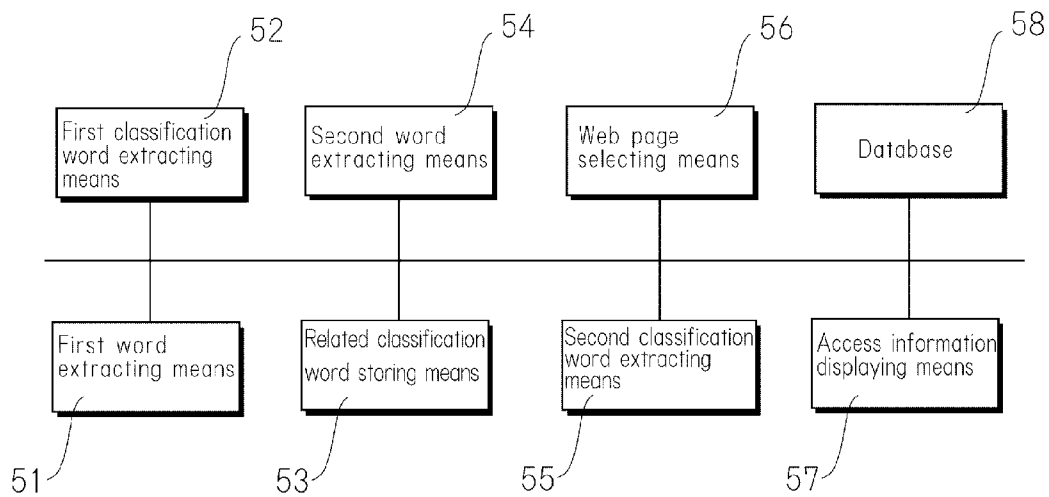 52
54
56
58
First classification
word extracting
means
Second word
extracting means
Web page
selecting means
Database
First word
extracting means
Related classification
word storing means
Second classification
word extracting
means
Access information
displaying means
51
53
55
57